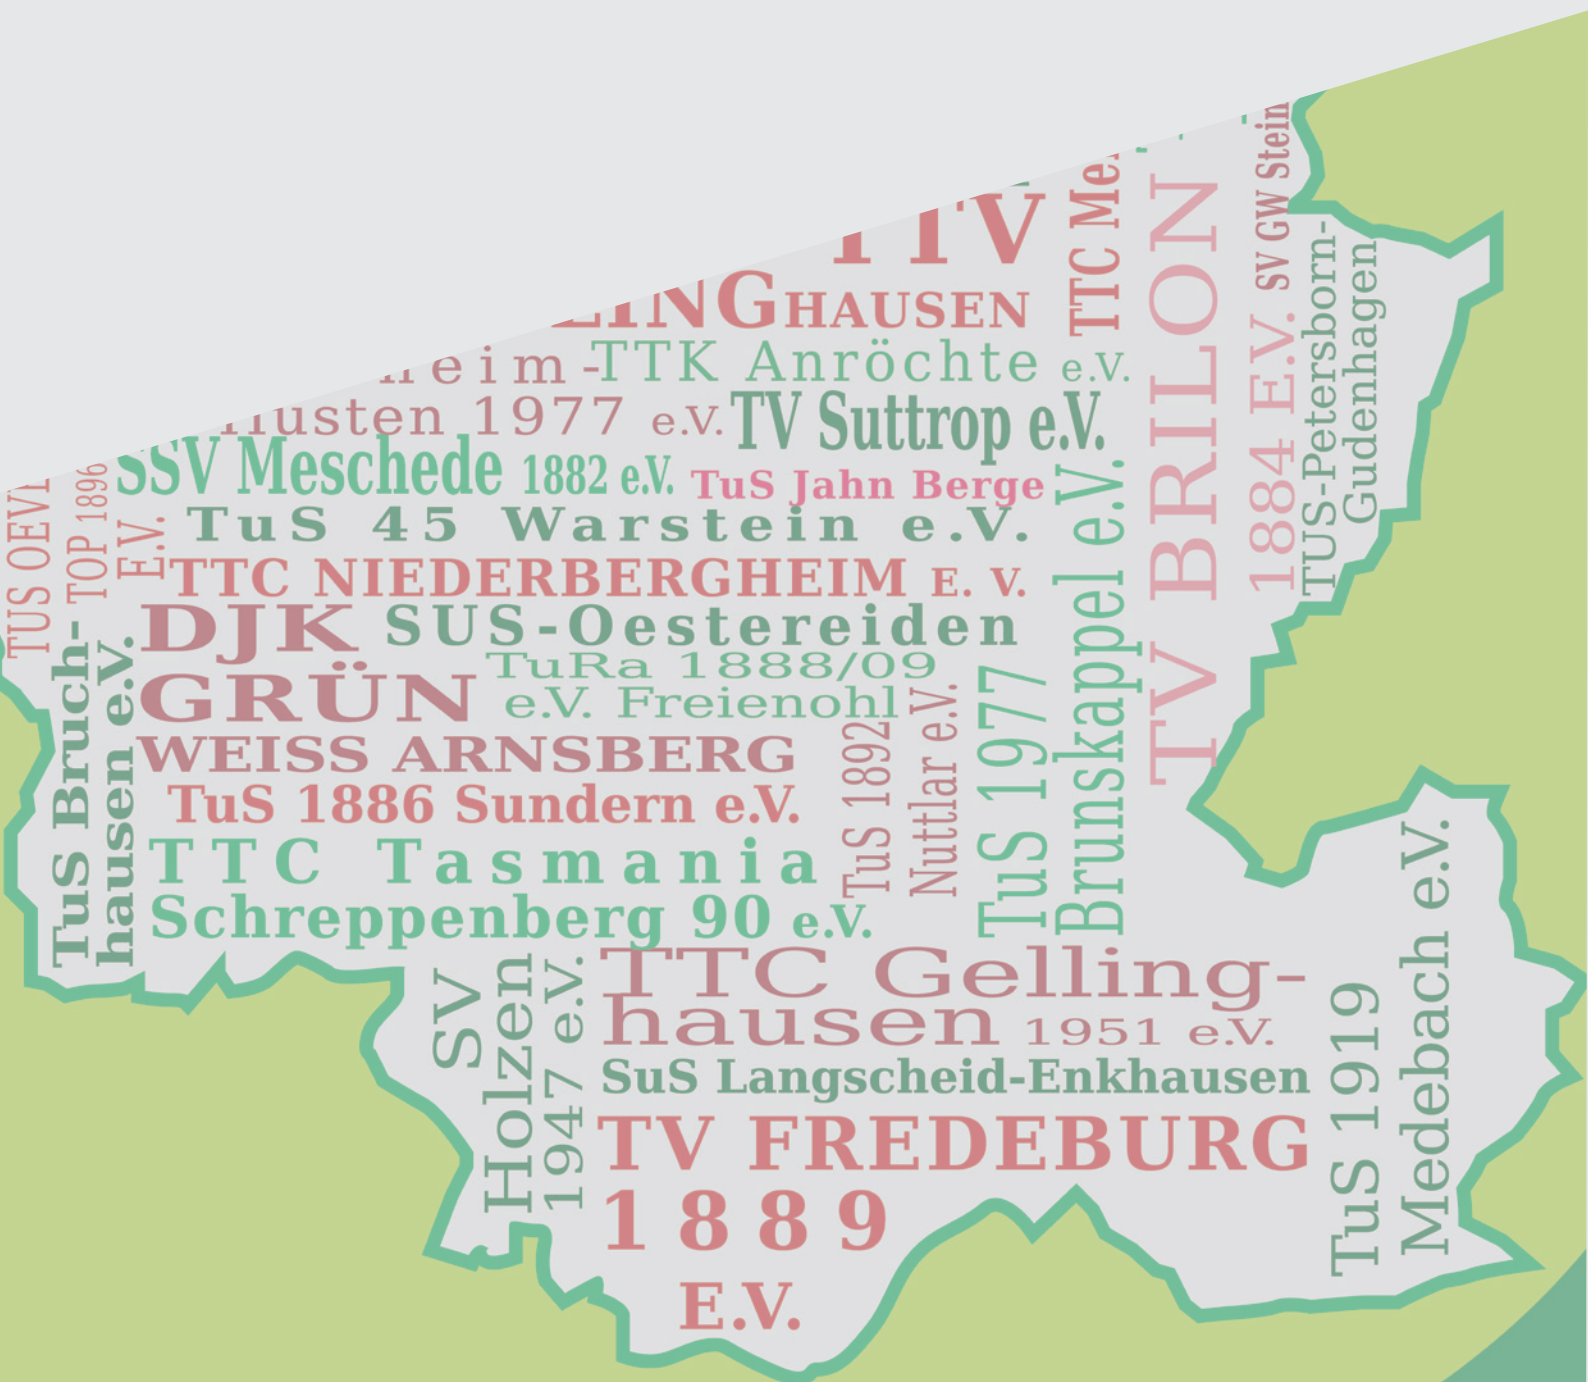 TTV
HAUSEN
TTK Anröchte e.V.
1977 e.V.
TV Suttrop e.V.
SSV Meschede 1882 e.V.
TuS Jahn Berge
TuS 45 Warstein e.V.
TTC NIEDERBERGHEIM E. V.
DJK
GRÜN
WEISS ARNSBERG
SUS-Oestereiden
TuRa 1888/09
e.V. Freienohl
TuS 1886 Sundern e.V.
TTC Tasmania
Schreppenberg 90 e.V.
TUS
TOP 1896
E.V.
TuS Bruch-
hausen e.V.
TuS 1892
Nuttlar e.V.
TuS 1977
Brunskappel e.V.
TTC
TV BRILON
1884 E.V.
SV GW
TUS-Petersborn-
Gudenhagen
SV
Holzen
1947 e.V.
TTC Gelling-
hausen 1951 e.V.
SuS Langscheid-Enkhausen
TV FREDEBURG
1889
E.V.
TuS 1919
Medebach e.V.